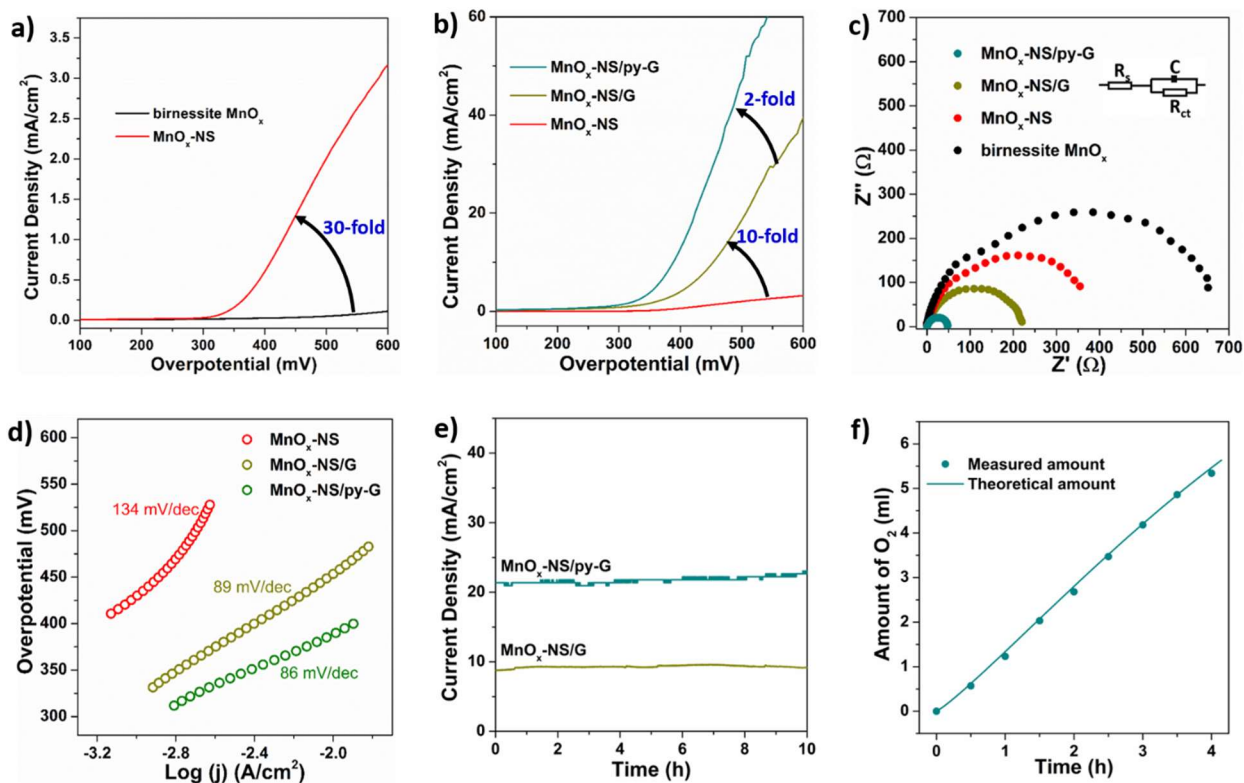 a)
3.5
3.0
2.5
2.0
1.5
1.0
0.5
0.0
Current Density (mA/cm²)
birnessite MnOₓ
MnOₓ-NS
30-fold
100 200 300 400 500 600
Overpotential (mV)
b)
60
40
20
0
Current Density (mA/cm²)
MnOₓ-NS/py-G
MnOₓ-NS/G
MnOₓ-NS
2-fold
10-fold
100 200 300 400 500 600
Overpotential (mV)
c)
700
600
500
400
300
200
100
0
Z'' (Ω)
MnOₓ-NS/py-G
MnOₓ-NS/G
MnOₓ-NS
birnessite MnOₓ
Rₛ
C
R_ct
0 100 200 300 400 500 600 700
Z' (Ω)
d)
600
550
500
450
400
350
300
Overpotential (mV)
MnOₓ-NS
MnOₓ-NS/G
MnOₓ-NS/py-G
134 mV/dec
89 mV/dec
86 mV/dec
-3.2 -2.8 -2.4 -2.0
Log (j) (A/cm²)
e)
40
30
20
10
0
Current Density (mA/cm²)
MnOₓ-NS/py-G
MnOₓ-NS/G
0 2 4 6 8 10
Time (h)
f)
6
5
4
3
2
1
0
Amount of O₂ (ml)
Measured amount
Theoretical amount
0 1 2 3 4
Time (h)